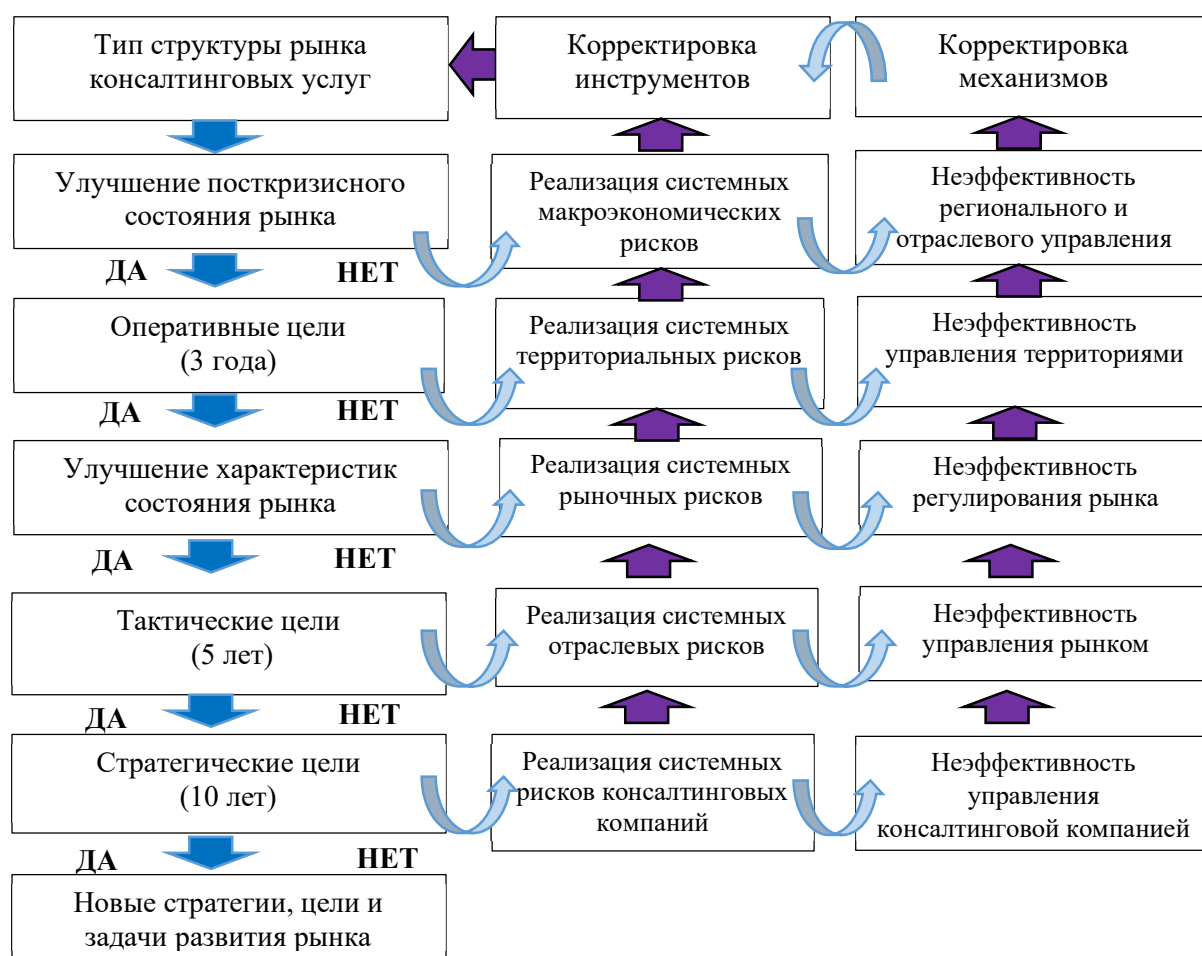 Тип структуры рынка
консалтинговых услуг
Корректировка
инструментов
Корректировка
механизмов
Улучшение посткризисного
состояния рынка
Реализация системных
макроэкономических
рисков
Неэффективность
регионального и
отраслевого управления
ДА
НЕТ
Оперативные цели
(3 года)
Реализация системных
территориальных рисков
Неэффективность
управления территориями
ДА
НЕТ
Улучшение характеристик
состояния рынка
Реализация системных
рыночных рисков
Неэффективность
регулирования рынка
ДА
НЕТ
Тактические цели
(5 лет)
Реализация системных
отраслевых рисков
Неэффективность
управления рынком
ДА
НЕТ
Стратегические цели
(10 лет)
Реализация системных
рисков консалтинговых
компаний
Неэффективность
управления
консалтинговой компанией
ДА
НЕТ
Новые стратегии, цели и
задачи развития рынка